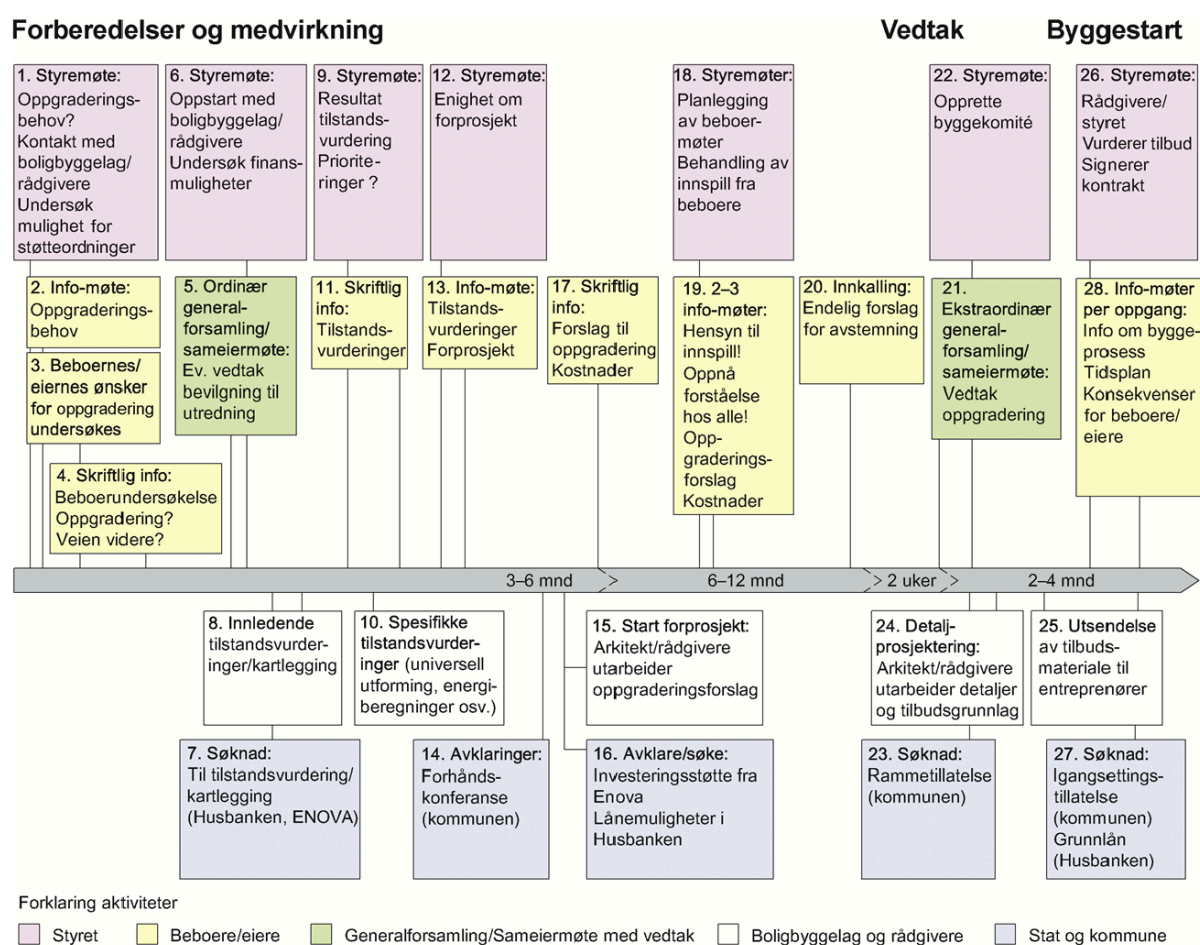 Forberedelser og medvirkning
Vedtak
Byggestart
1. Styremøte:
Oppgraderings-
behov?
Kontakt med
boligbyggelag/
rådgivere
Undersøk
mulighet for
støtteordninger
6. Styremøte:
Oppstart med
boligbyggelag/
rådgivere
Undersøk finans-
muligheter
9. Styremøte:
Resultat
tilstands-
vurdering
Priorite-
ringer ?
12. Styremøte:
Enighet om
forprosjekt
18. Styremøter:
Planlegging
av beboer-
møter
Behandling av
innspill fra
beboere
22. Styremøte:
Opprette
byggekomité
26. Styremøte:
Rådgivere/
styret
Vurderer tilbud
Signerer
kontrakt
2. Info-møte:
Oppgraderings-
behov
3. Beboernes/
eiernes ønsker
for oppgradering
undersøkes
4. Skriftlig info:
Beboerundersøkelse
Oppgradering?
Veien videre?
5. Ordinær
general-
forsamling/
sameiermøte:
Ev. vedtak
bevilgning til
utredning
11. Skriftlig
info:
Tilstands-
vurderinger
13. Info-møte:
Tilstands-
vurderinger
Forprosjekt
17. Skriftlig
info:
Forslag til
oppgradering
Kostnader
19. 2–3
info-møter:
Hensyn til
innspill!
Oppnå
forståelse
hos alle!
Opp-
graderings-
forslag
Kostnader
20. Innkalling:
Endelig forslag
for avstemning
21.
Ekstraordinær
general-
forsamling/
sameiermøte:
Vedtak
oppgradering
28. Info-møter
per oppgang:
Info om bygge-
prosess
Tidsplan
Konsekvenser
for beboere/
eiere
3–6 mnd
6–12 mnd
2 uker
2–4 mnd
8. Innledende
tilstandsvurder-
inger/kartlegging
10. Spesifikke
tilstandsvurder-
inger (universell
utforming, energi-
beregninger osv.)
15. Start forprosjekt:
Arkitekt/rådgivere
utarbeider
oppgraderingsforslag
24. Detalj-
prosjektering:
Arkitekt/rådgivere
utarbeider detaljer
og tilbudsgrunnlag
25. Utsendelse
av tilbuds-
materiale til
entreprenører
7. Søknad:
Til tilstandsvurdering/
kartlegging
(Husbanken, ENOVA)
14. Avklaringer:
Forhånds-
konferanse
(kommunen)
16. Avklare/søke:
Investeringsstøtte fra
Enova
Lånemuligheter i
Husbanken
23. Søknad:
Rammetillatelse
(kommunen)
27. Søknad:
Igangsettings-
tillatelse
(kommunen)
Grunnlån
(Husbanken)
Forklaring aktiviteter
Styret
Beboere/eiere
Generalforsamling/Sameiermøte med vedtak
Boligbyggelag og rådgivere
Stat og kommune